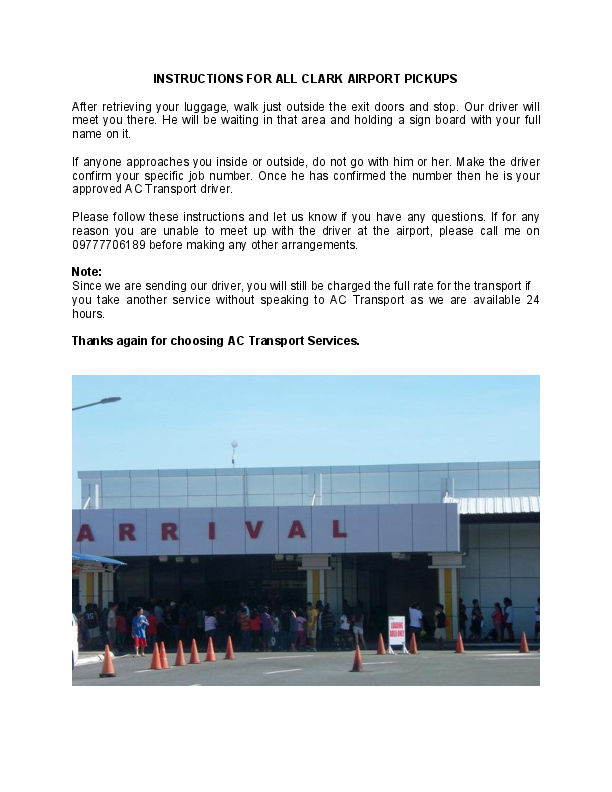 INSTRUCTIONS FOR ALL CLARK AIRPORT PICKUPS
After retrieving your luggage, walk just outside the exit doors and stop. Our driver will
meet you there. He will be waiting in that area and holding a sign board with your full
name on it.
If anyone approaches you inside or outside, do not go with him or her. Make the driver
confirm your specific job number. Once he has confirmed the number then he is your
approved AC Transport driver.
Please follow these instructions and let us know if you have any questions. If for any
reason you are unable to meet up with the driver at the airport, please call me on
09777706189 before making any other arrangements.
Note:
Since we are sending our driver, you will still be charged the full rate for the transport if
you take another service without speaking to AC Transport as we are available 24
hours.
Thanks again for choosing AC Transport Services.
ARRIVAL
LOADING
AREA ONLY